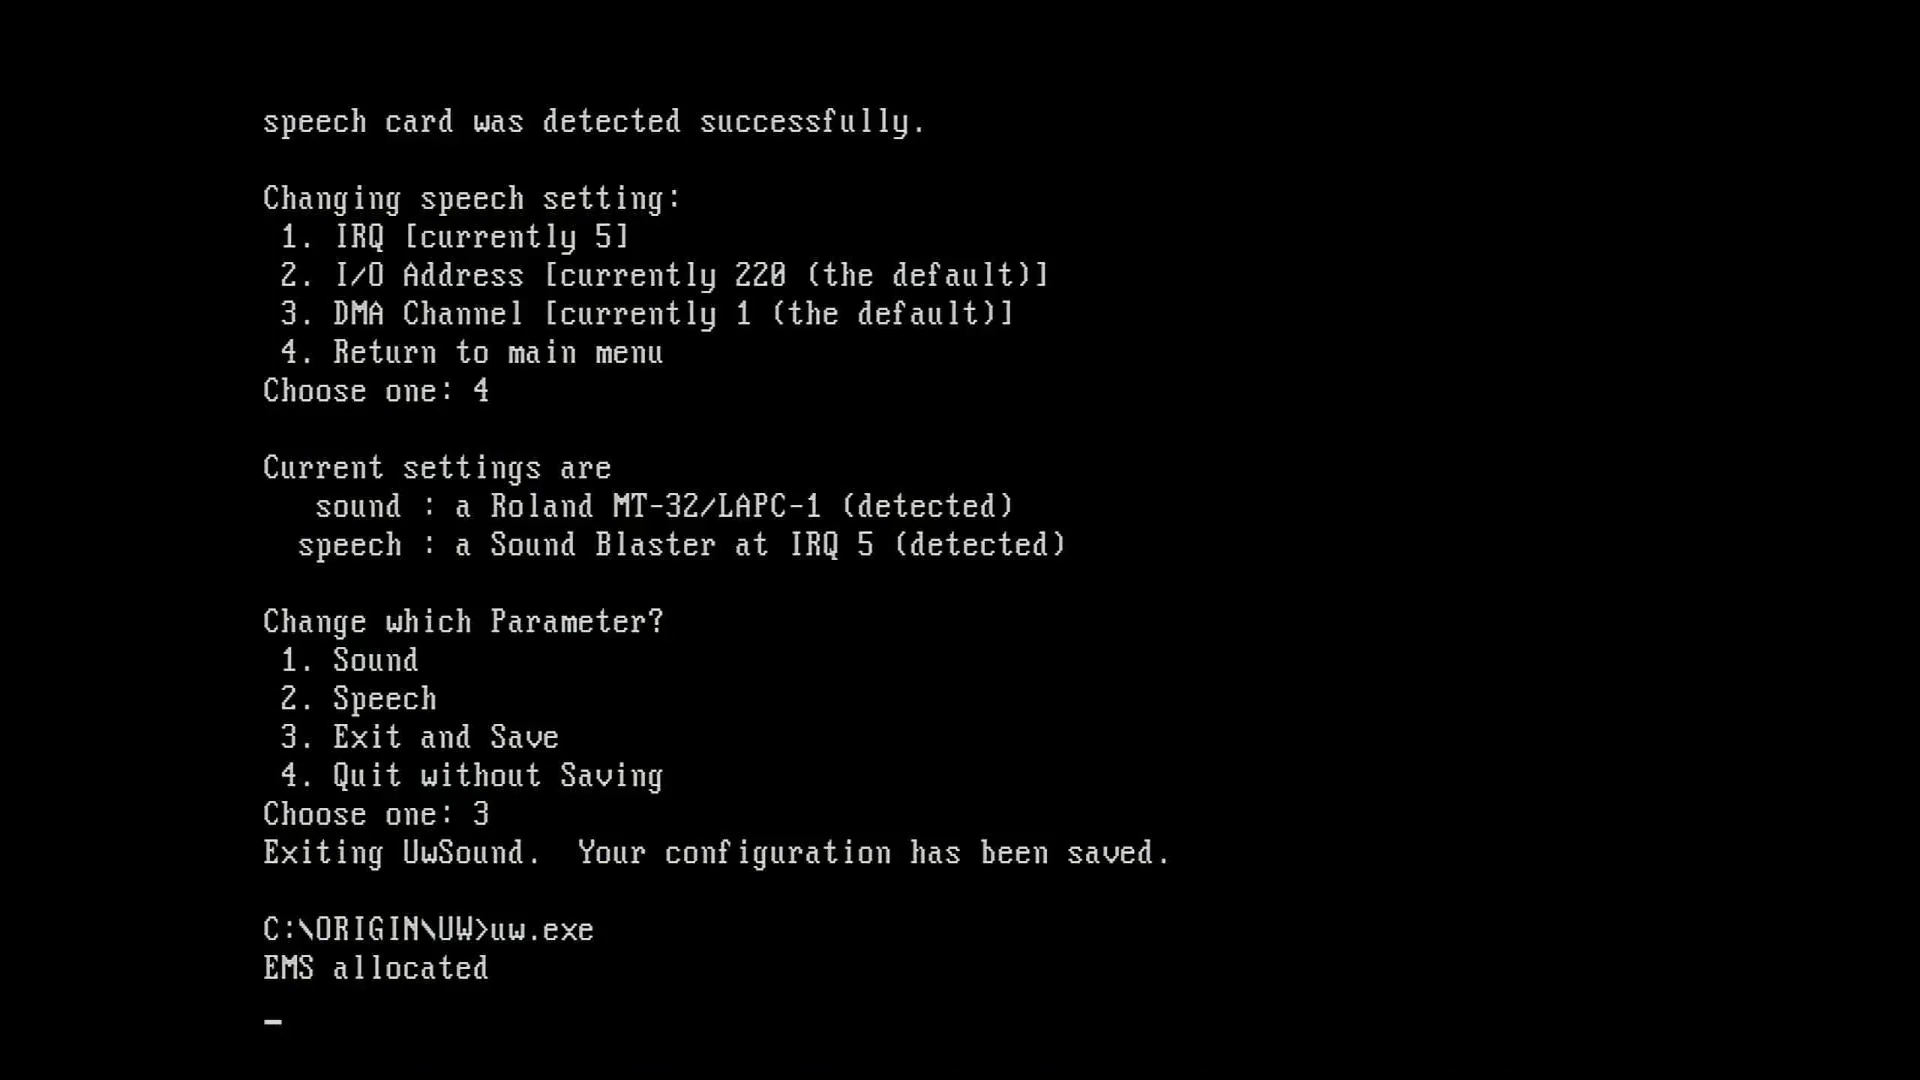 speech card was detected successfully.
Changing speech setting:
1. IRQ [currently 5]
2. I/O Address [currently 220 (the default)]
3. DMA Channel [currently 1 (the default)]
4. Return to main menu
Choose one: 4
Current settings are
sound : a Roland MT-32/LAPC-1 (detected)
speech : a Sound Blaster at IRQ 5 (detected)
Change which Parameter?
1. Sound
2. Speech
3. Exit and Save
4. Quit without Saving
Choose one: 3
Exiting UwSound.  Your configuration has been saved.
C:\ORIGIN\UW>uw.exe
EMS allocated
_